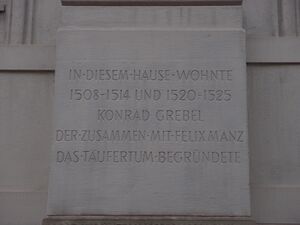 IN·DIESEM·HAUSE·WOHNTE
1508-1514 UND 1520-1525
KONRAD GREBEL
DER·ZUSAMMEN·MIT·FELIX MANZ
DAS·TÄUFERTUM·BEGRÜNDETE